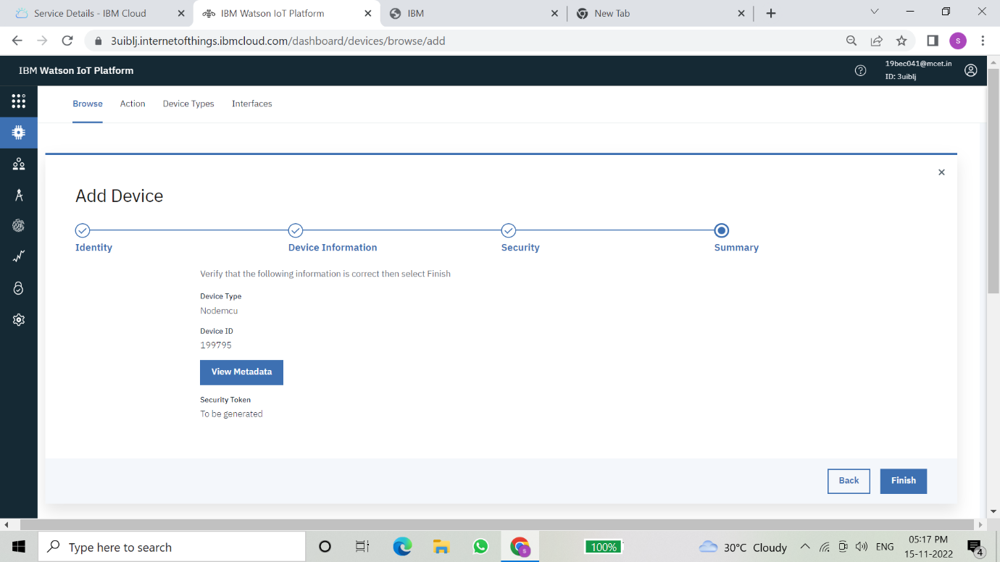 Service Details - IBM Cloud
IBM Watson IoT Platform
IBM
New Tab
3uiblj.internetofthings.ibmcloud.com/dashboard/devices/browse/add
S
IBM Watson IoT Platform
?
19bec041@mcet.in
ID: 3uiblj
Browse
Action
Device Types
Interfaces
Add Device
Identity
Device Information
Security
Summary
Verify that the following information is correct then select Finish
Device Type
Nodemcu
Device ID
199795
View Metadata
Security Token
To be generated
Back
Finish
Type here to search
S
100%
30°C Cloudy
ENG
05:17 PM
15-11-2022
4